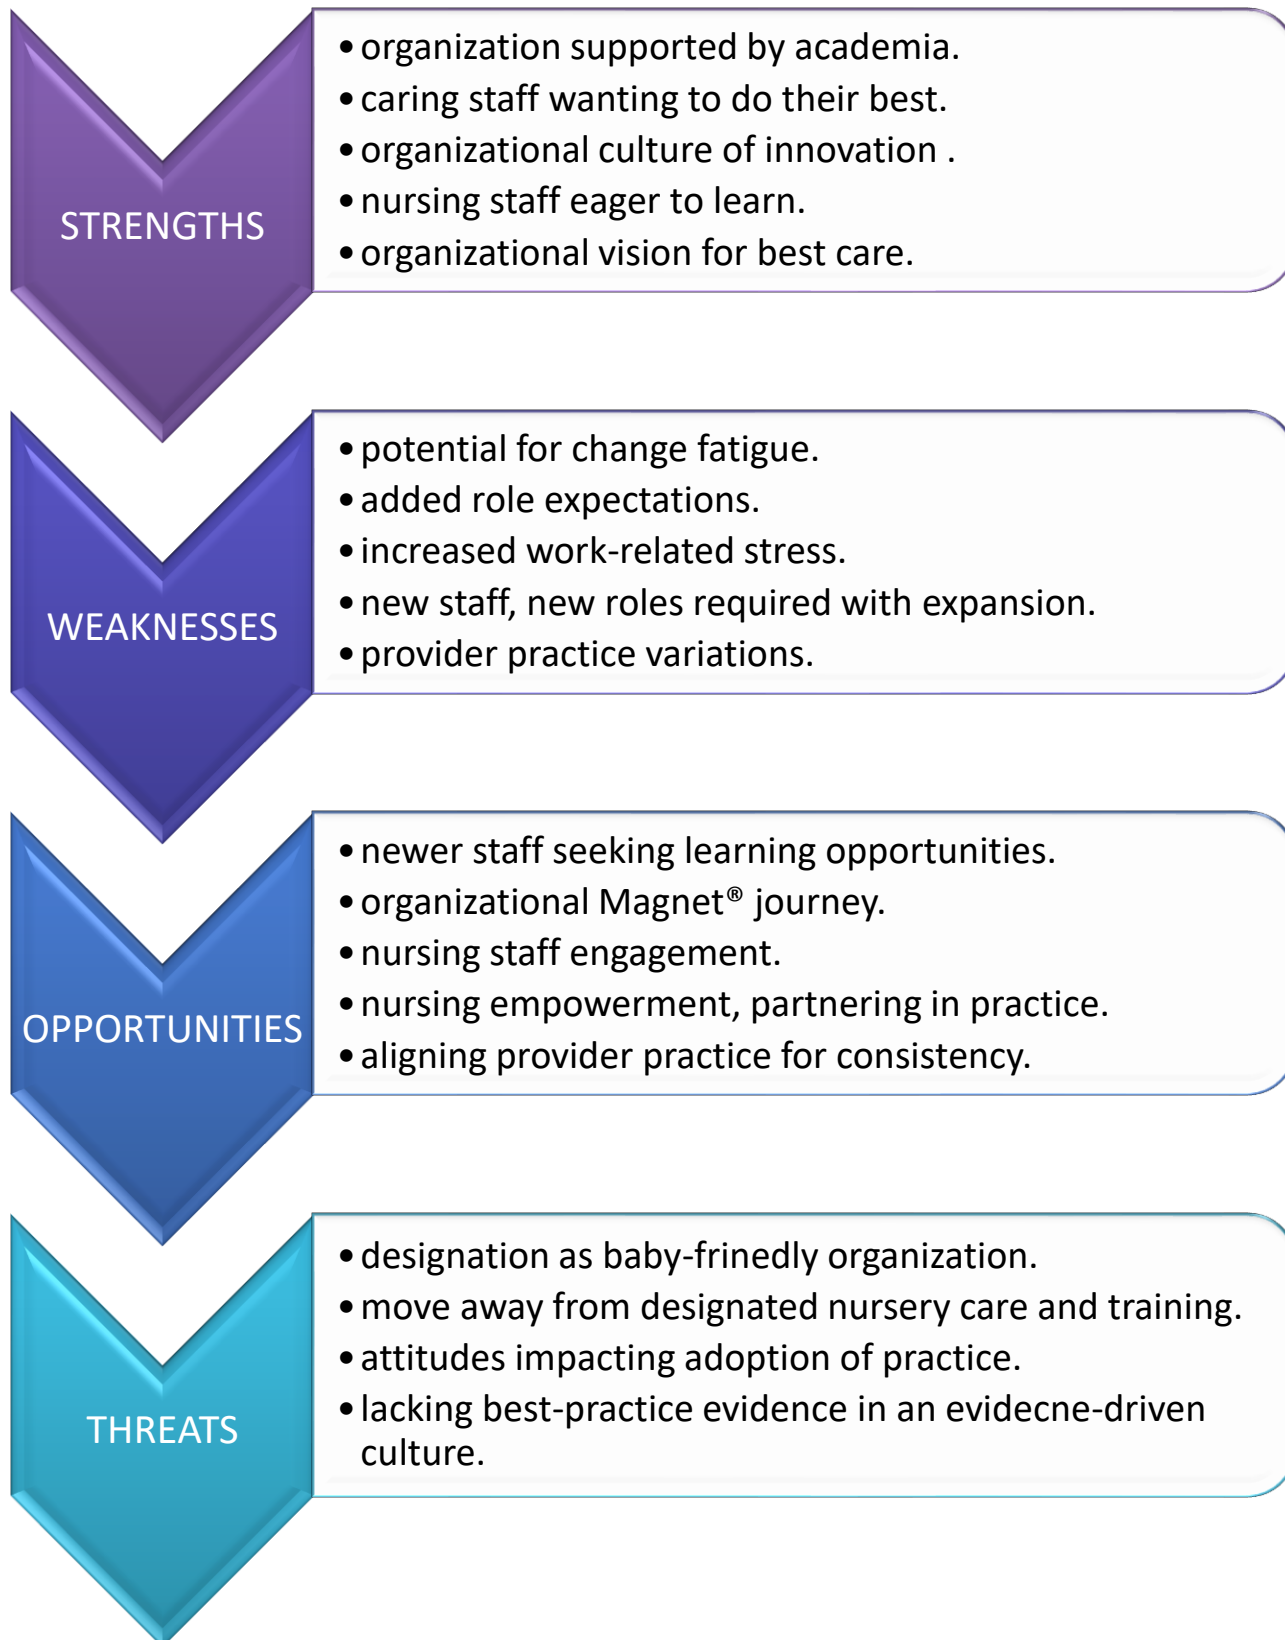 STRENGTHS
• organization supported by academia.
• caring staff wanting to do their best.
• organizational culture of innovation .
• nursing staff eager to learn.
• organizational vision for best care.
WEAKNESSES
• potential for change fatigue.
• added role expectations.
• increased work-related stress.
• new staff, new roles required with expansion.
• provider practice variations.
OPPORTUNITIES
• newer staff seeking learning opportunities.
• organizational Magnet® journey.
• nursing staff engagement.
• nursing empowerment, partnering in practice.
• aligning provider practice for consistency.
THREATS
• designation as baby-frinedly organization.
• move away from designated nursery care and training.
• attitudes impacting adoption of practice.
• lacking best-practice evidence in an evidecne-driven
culture.